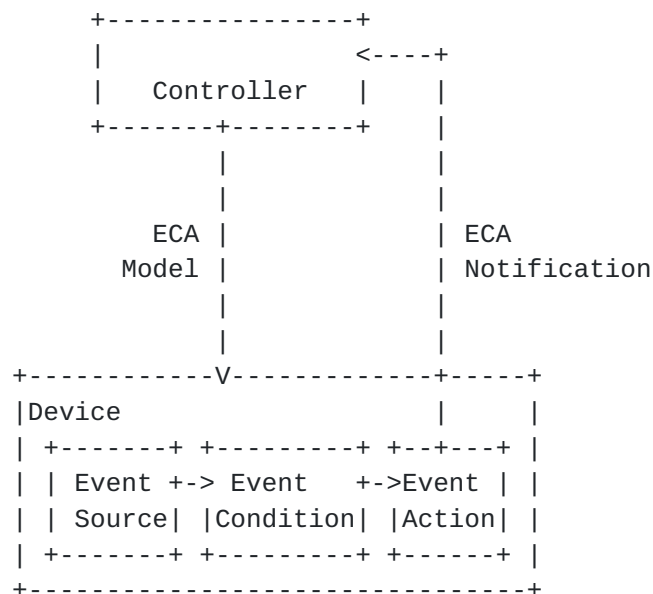 +----------------+
|                <----+
|   Controller   |    |
+-------+--------+    |
        |             |
        |             |
    ECA |             | ECA
  Model |             | Notification
        |             |
        |             |
+------------V-------------+-----+
|Device                    |     |
| +-------+ +---------+ +--+---+ |
| | Event +-> Event   +->Event | |
| | Source| |Condition| |Action| |
| +-------+ +---------+ +------+ |
+--------------------------------+